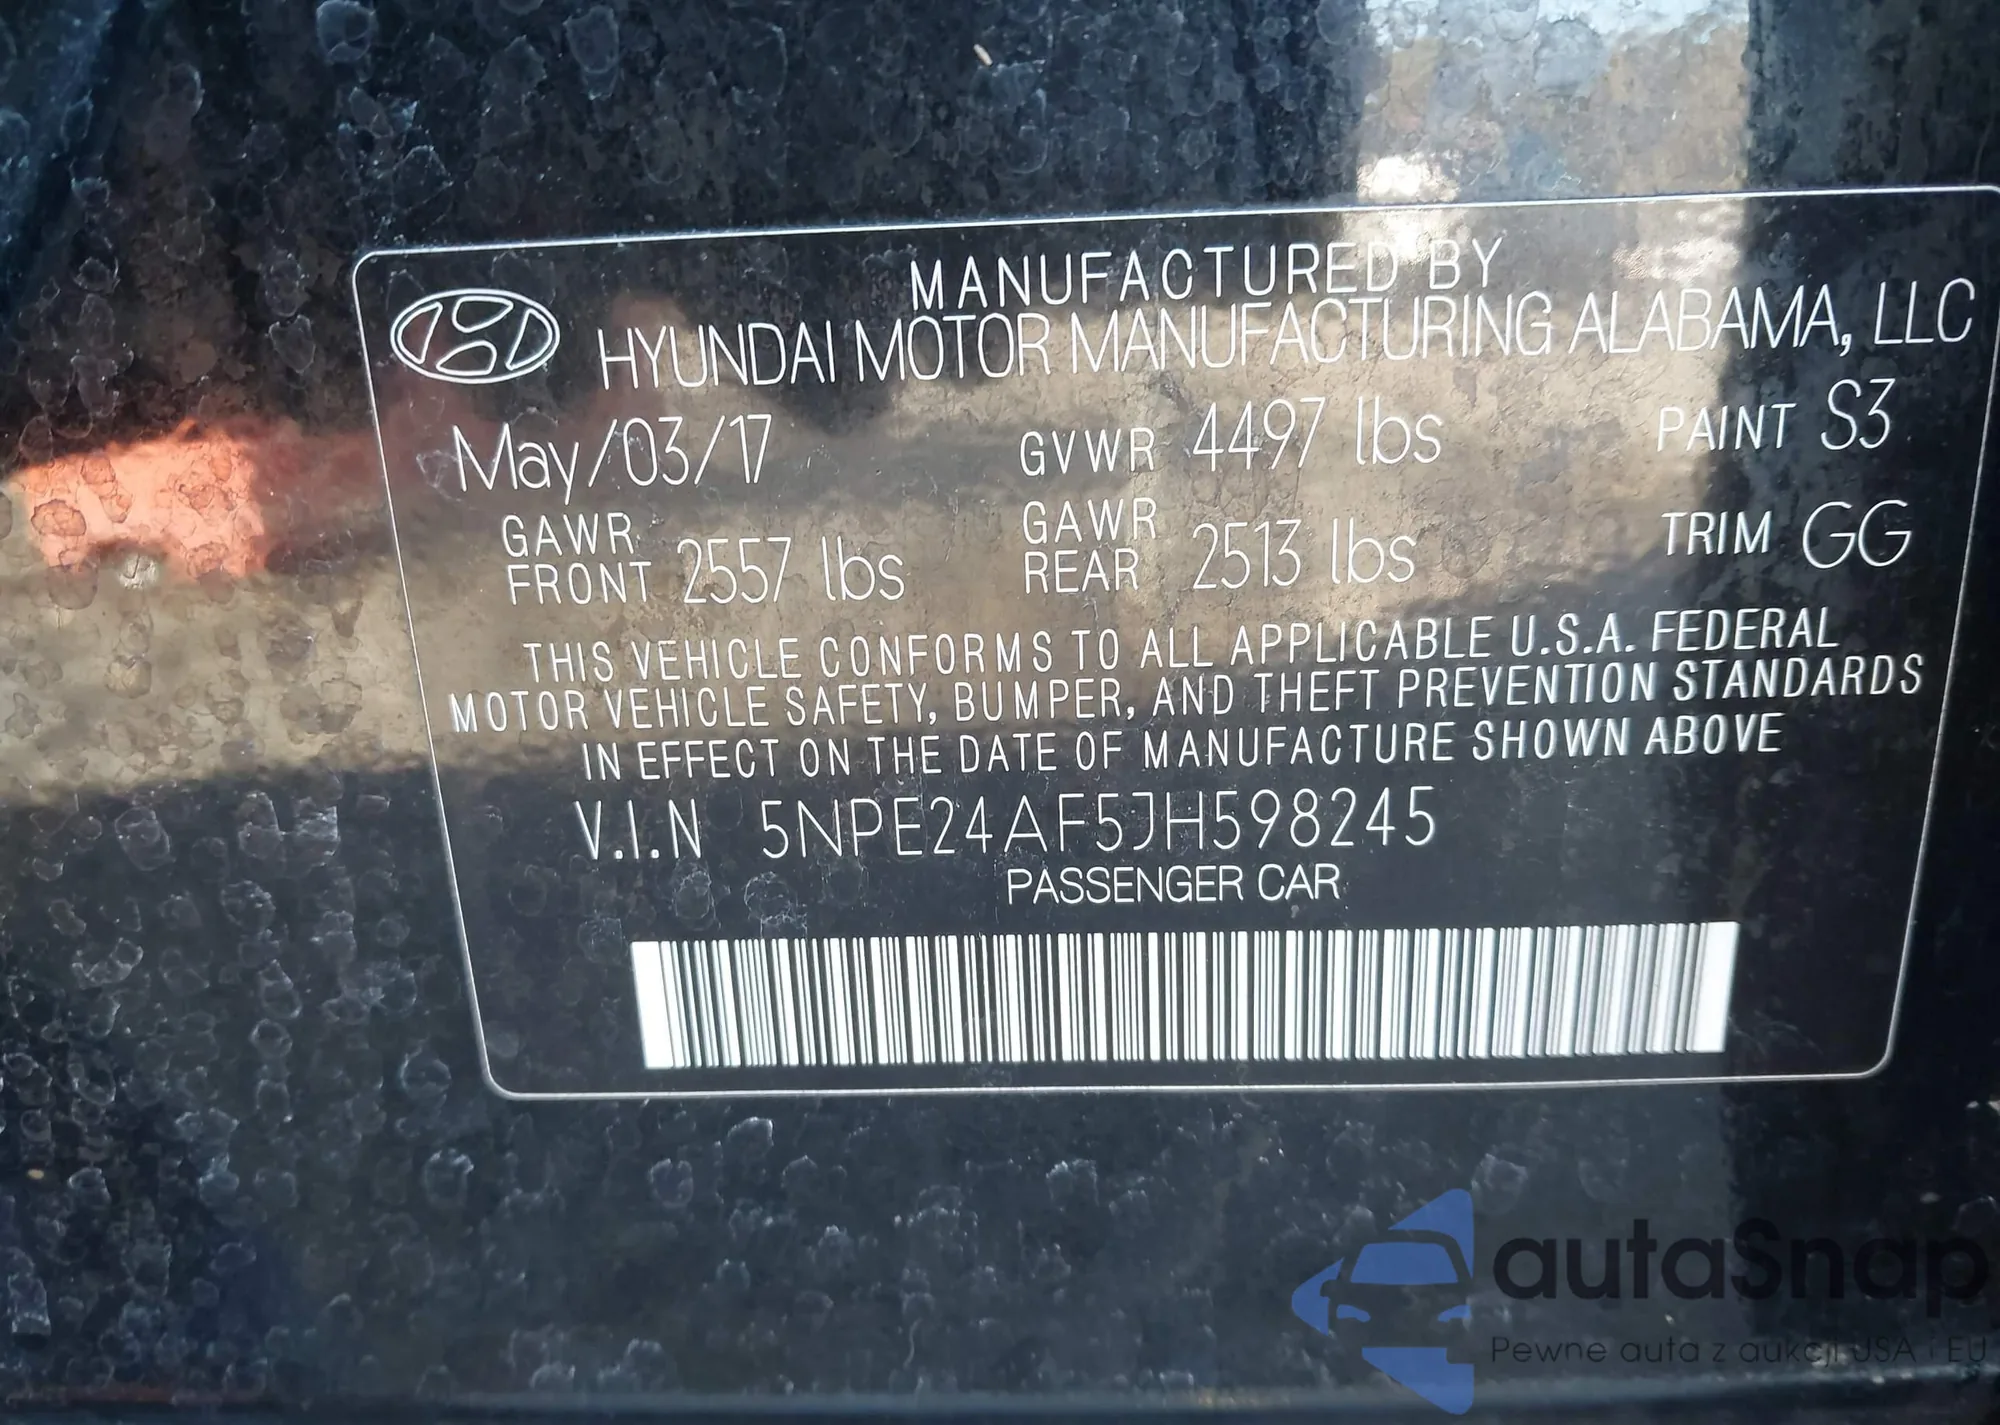 MANUFACTURED BY
HYUNDAI MOTOR MANUFACTURING ALABAMA, LLC
May/03/17 GVWR 4497 lbs PAINT S3
GAWR FRONT 2557 lbs GAWR REAR 2513 lbs TRIM GG
THIS VEHICLE CONFORMS TO ALL APPLICABLE U.S.A. FEDERAL
MOTOR VEHICLE SAFETY, BUMPER, AND THEFT PREVENTION STANDARDS
IN EFFECT ON THE DATE OF MANUFACTURE SHOWN ABOVE
V.I.N 5NPE24AF5JH598245
PASSENGER CAR
autaSnap
Pewne auta z aukcji USA i EU